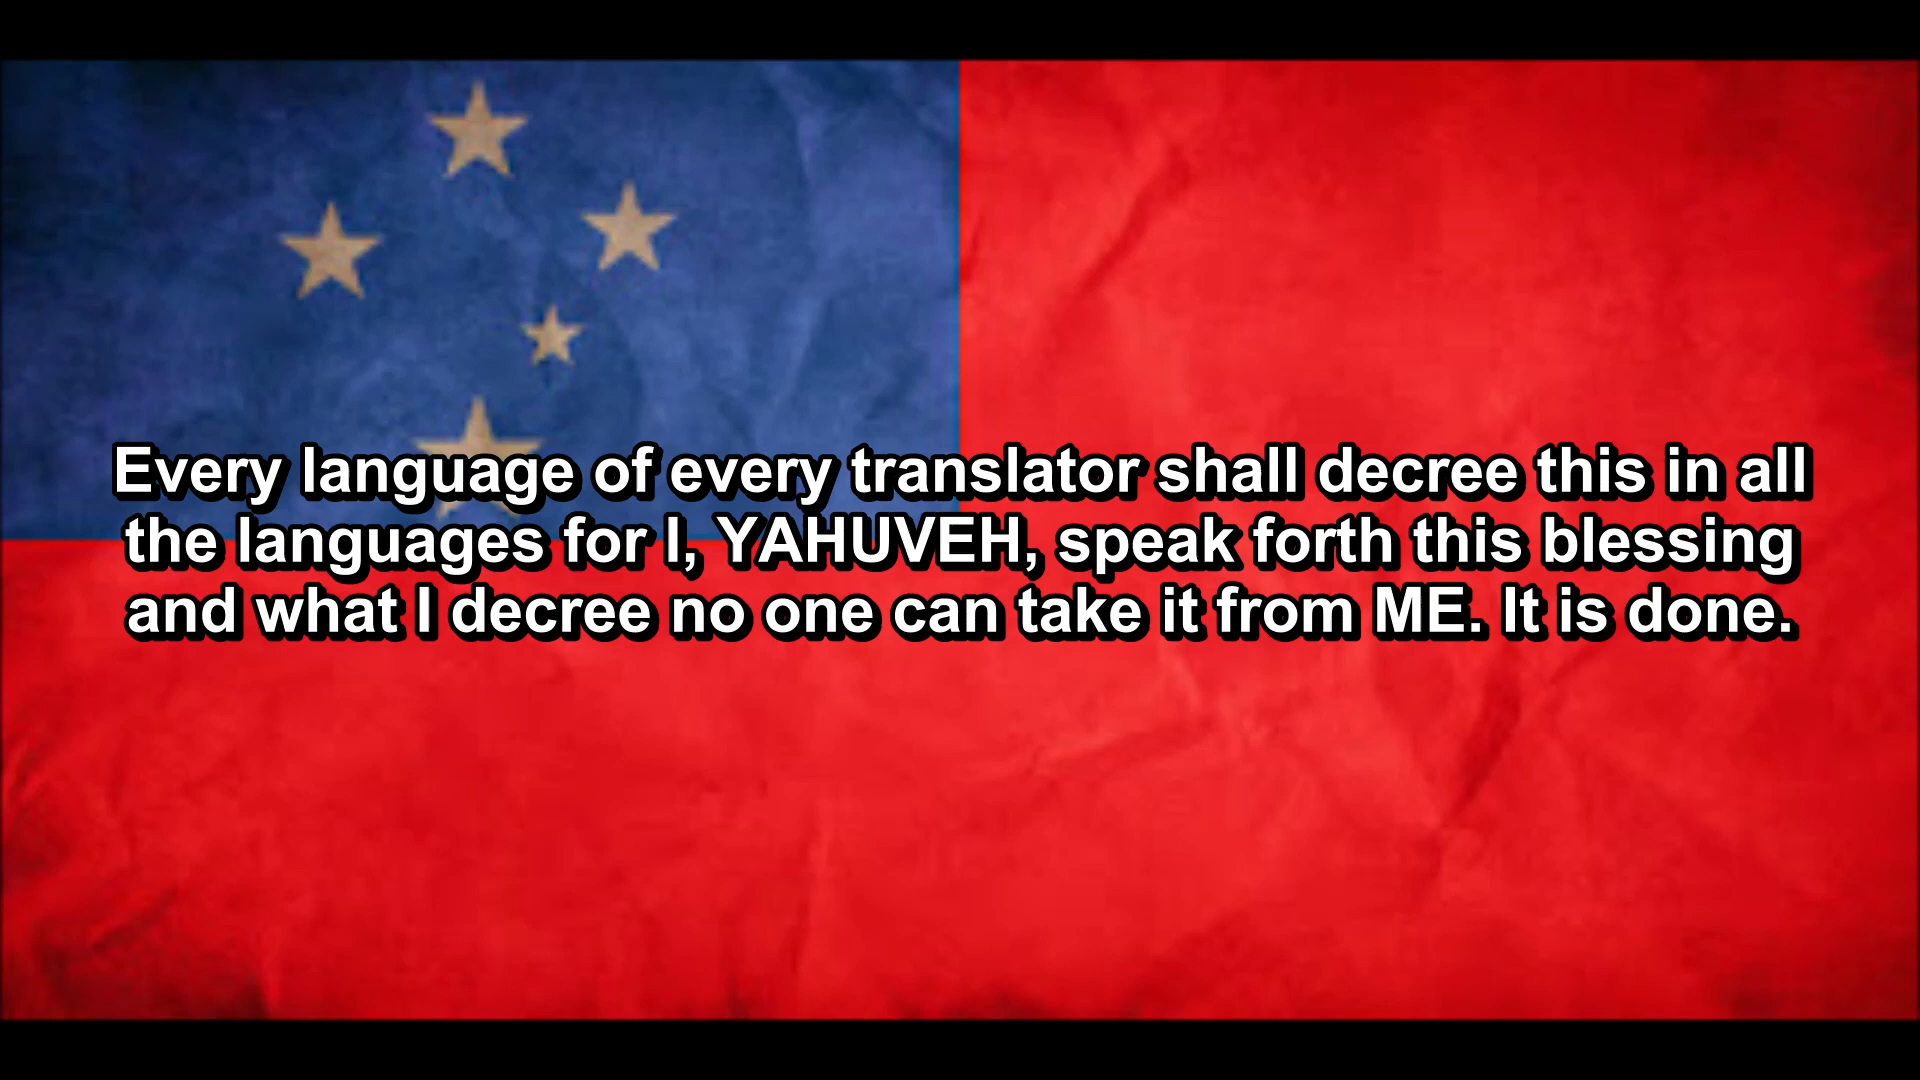 Every language of every translator shall decree this in all
the languages for I, YAHUVEH, speak forth this blessing
and what I decree no one can take it from ME. It is done.